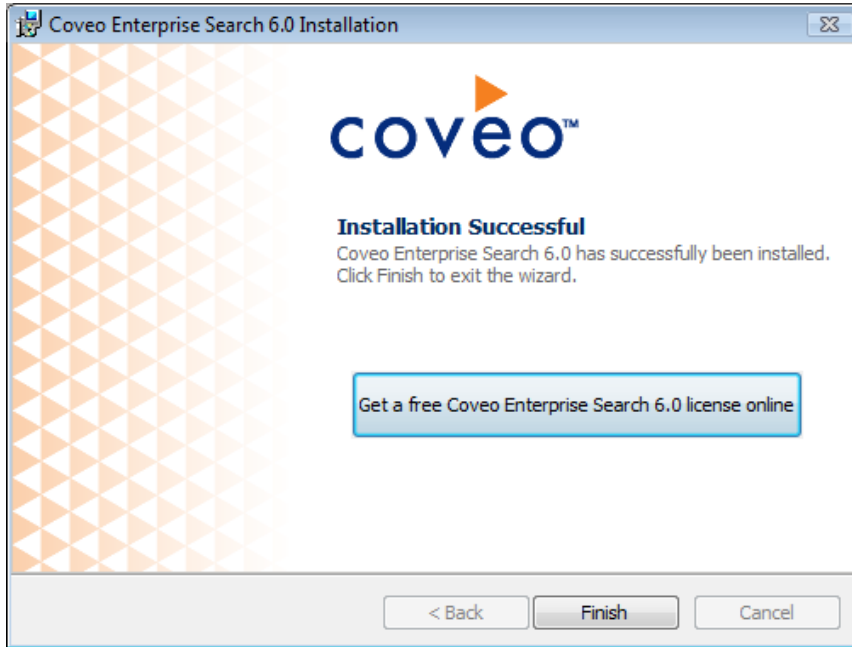 Coveo Enterprise Search 6.0 Installation
coveo™
Installation Successful
Coveo Enterprise Search 6.0 has successfully been installed.
Click Finish to exit the wizard.
Get a free Coveo Enterprise Search 6.0 license online
< Back
Finish
Cancel